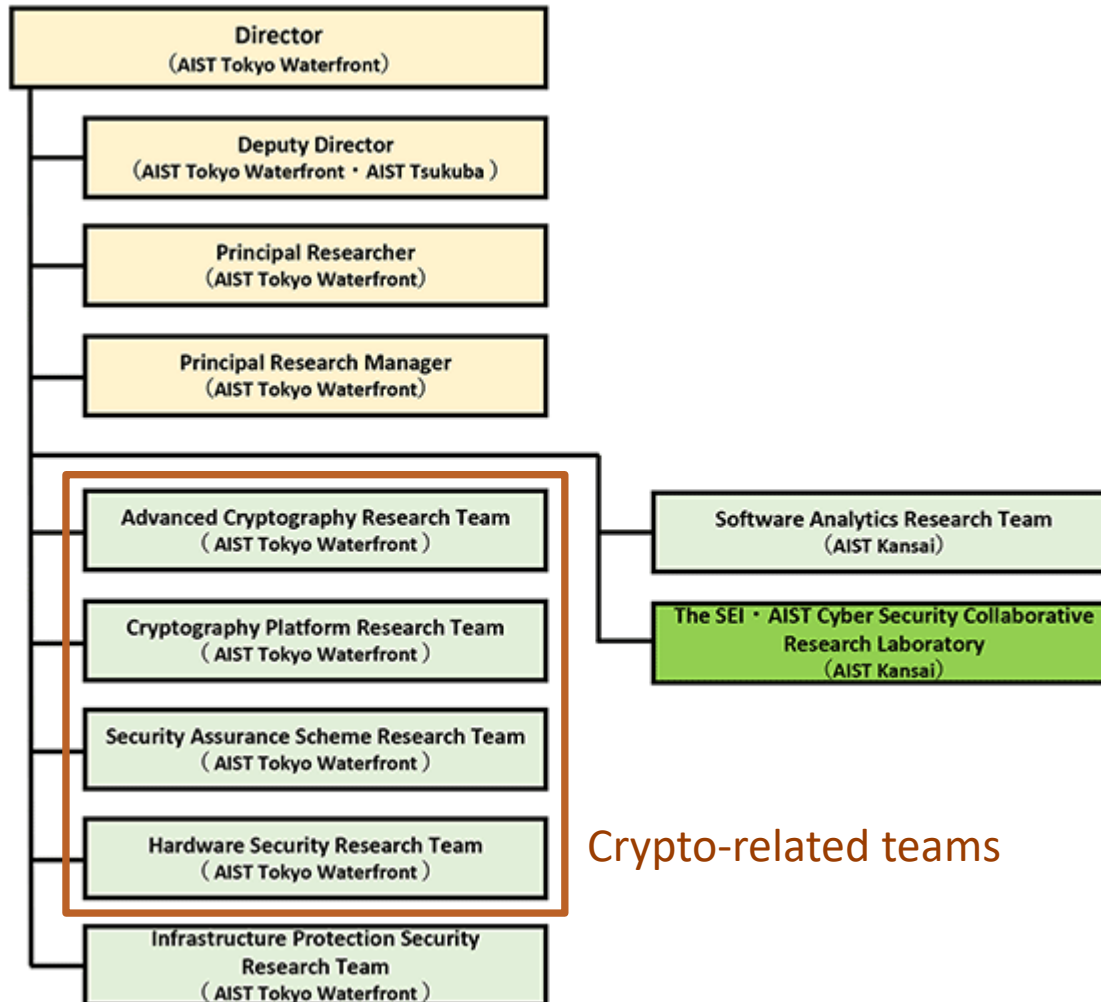 Director
（AIST Tokyo Waterfront）
Deputy Director
（AIST Tokyo Waterfront・AIST Tsukuba ）
Principal Researcher
（AIST Tokyo Waterfront）
Principal Research Manager
（AIST Tokyo Waterfront）
Advanced Cryptography Research Team
（ AIST Tokyo Waterfront ）
Cryptography Platform Research Team
（ AIST Tokyo Waterfront ）
Security Assurance Scheme Research Team
（ AIST Tokyo Waterfront ）
Hardware Security Research Team
（ AIST Tokyo Waterfront ）
Infrastructure Protection Security
Research Team
（ AIST Tokyo Waterfront ）
Software Analytics Research Team
（AIST Kansai）
The SEI・AIST Cyber Security Collaborative
Research Laboratory
（AIST Kansai）
Crypto-related teams